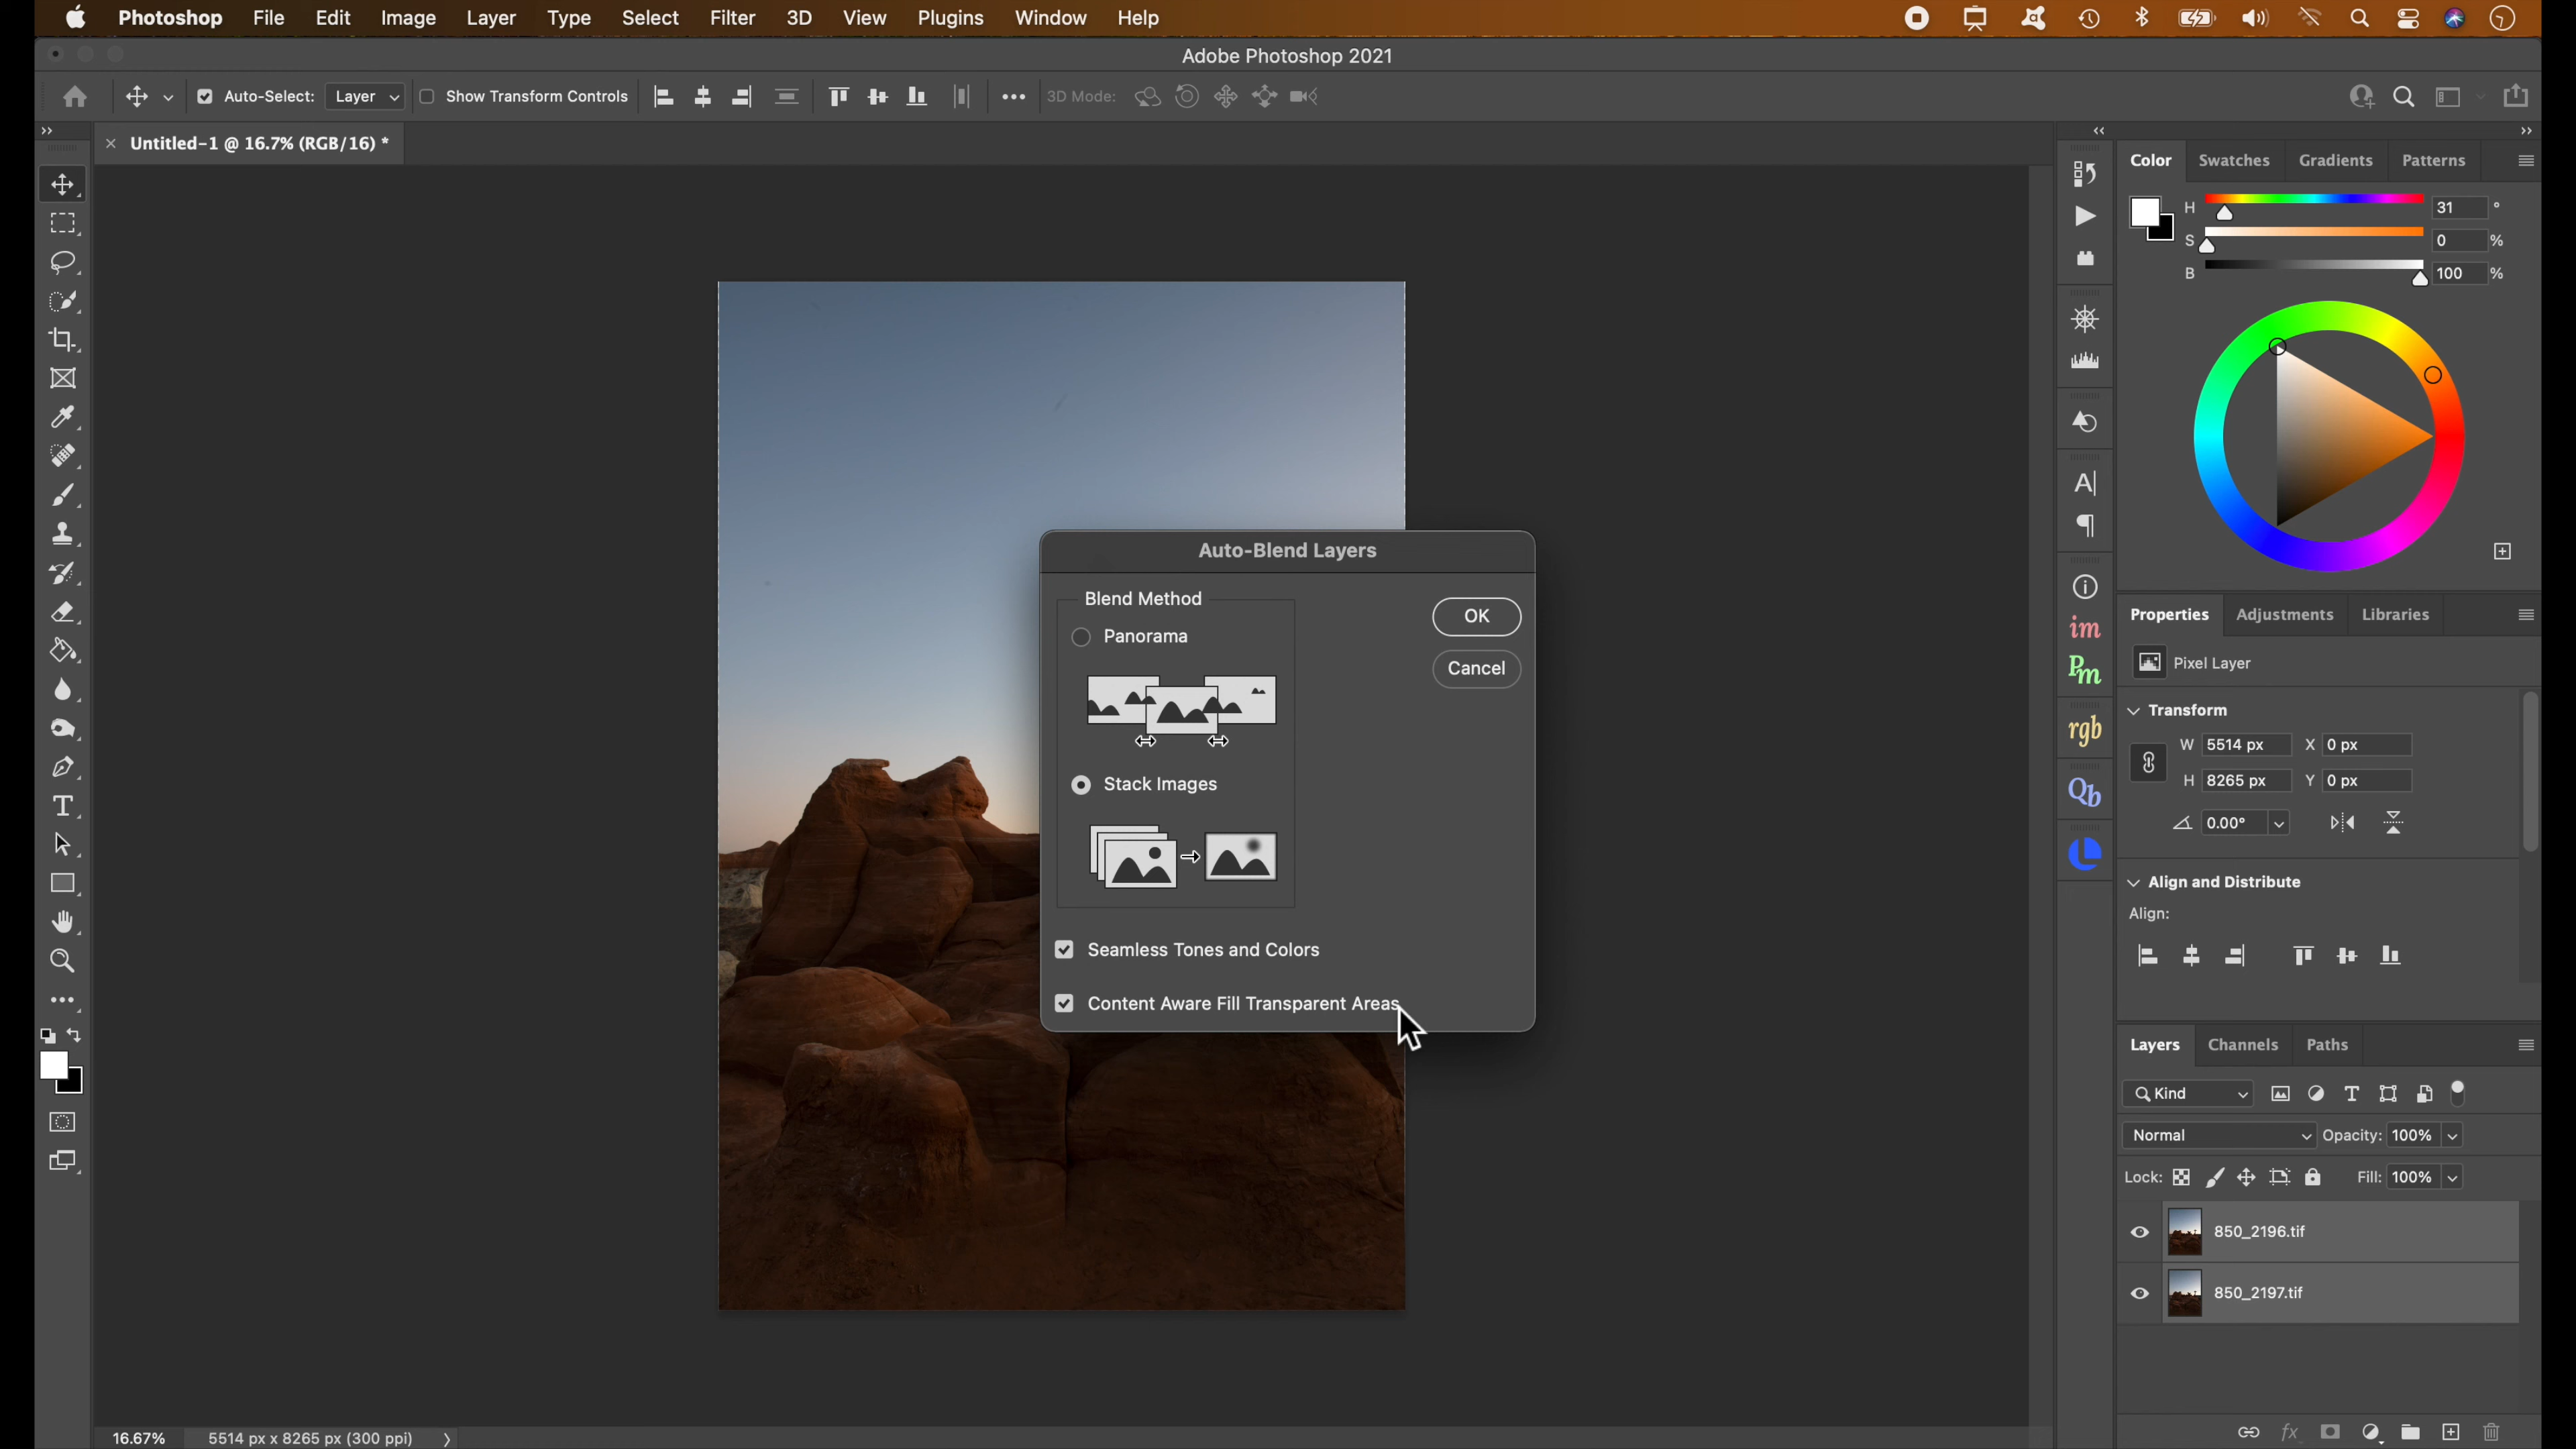 Photoshop File Edit Image Layer Type Select Filter 3D View Plugins Window Help
Adobe Photoshop 2021
Auto-Select: Layer Show Transform Controls 3D Mode:
Untitled-1 @ 16.7% (RGB/16) *
Color Swatches Gradients Patterns
H 31 °
S 0 %
B 100 %
Auto-Blend Layers
Blend Method
Panorama
Stack Images
Seamless Tones and Colors
Content Aware Fill Transparent Areas
OK
Cancel
A|
im
Pm
rgb
Qb
Properties Adjustments Libraries
Pixel Layer
Transform
W 5514 px X 0 px
H 8265 px Y 0 px
0.00°
Align and Distribute
Align:
Layers Channels Paths
Kind
Normal Opacity: 100%
Lock: Fill: 100%
850_2196.tif
850_2197.tif
fx
16.67% 5514 px x 8265 px (300 ppi)